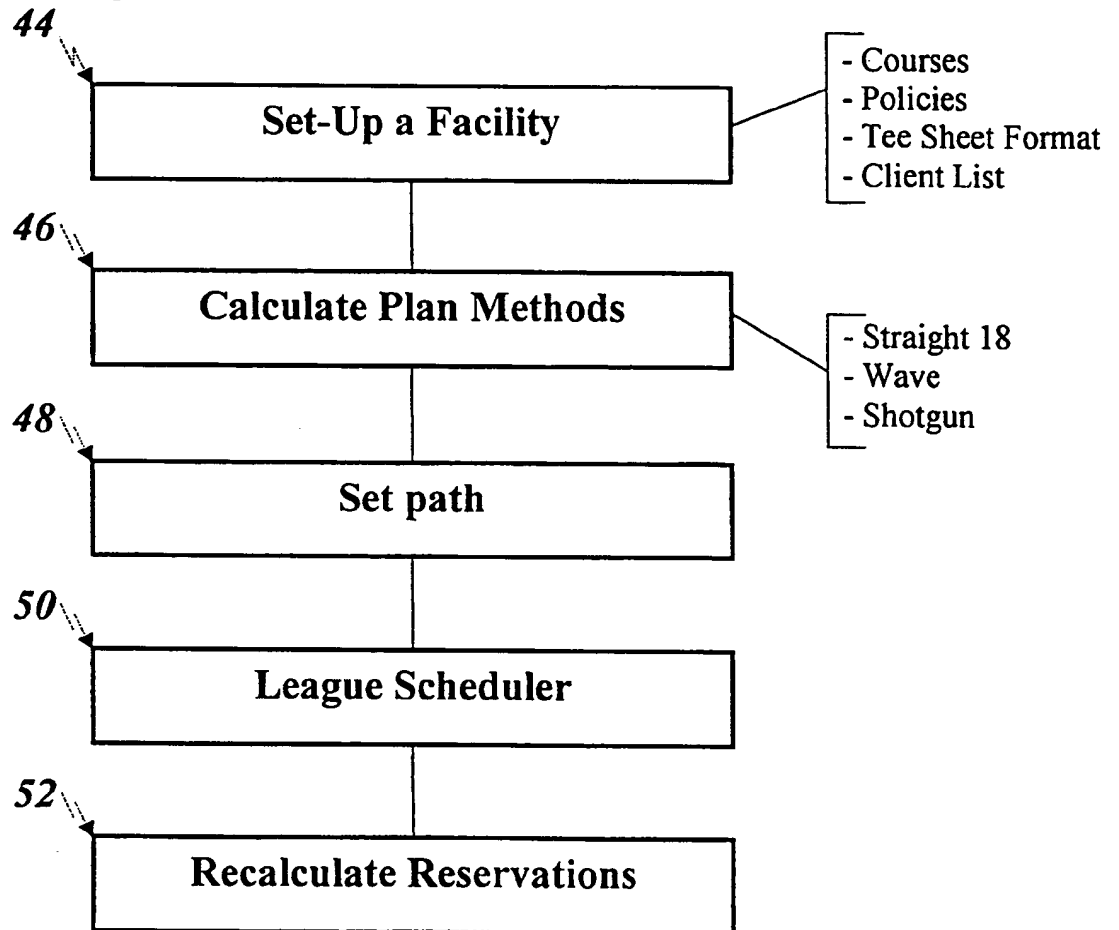 44
Set-Up a Facility
- Courses
- Policies
- Tee Sheet Format
- Client List
46
Calculate Plan Methods
- Straight 18
- Wave
- Shotgun
48
Set path
50
League Scheduler
52
Recalculate Reservations